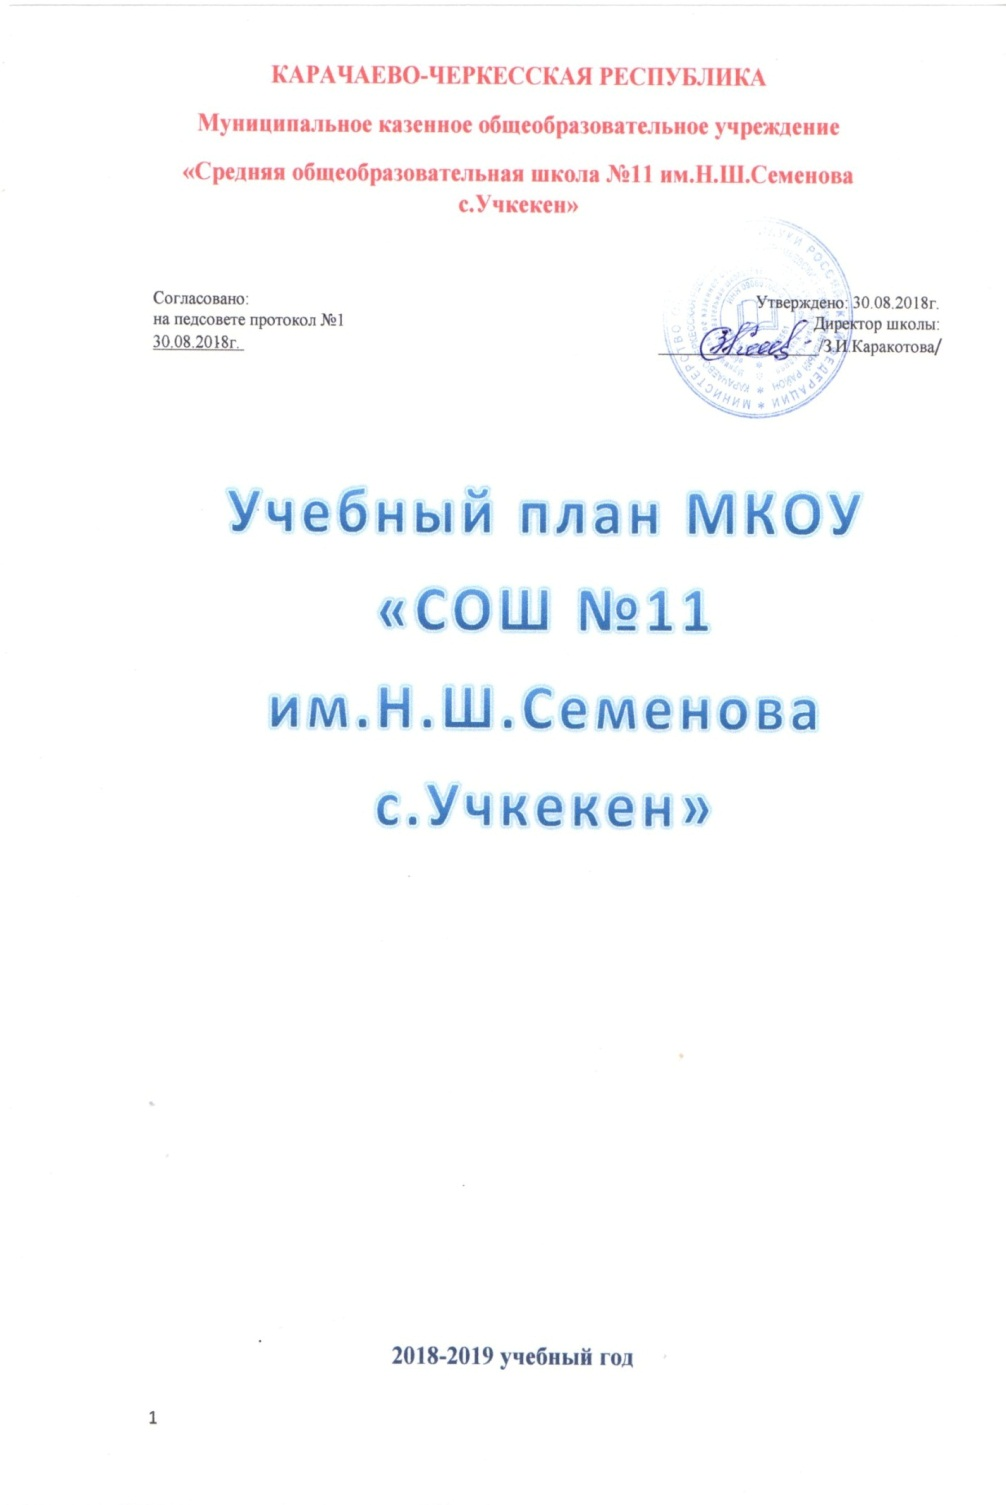 КАРАЧАЕВО-ЧЕРКЕССКАЯ РЕСПУБЛИКА
Муниципальное казенное общеобразовательное учреждение
«Средняя общеобразовательная школа №11 им.Н.Ш.Семенова
с.Учкекен»
Согласовано:
на педсовете протокол №1
30.08.2018г.
Утверждено: 30.08.2018г.
Директор школы:
/З.И.Каракотова/
Учебный план МКОУ
«СОШ №11
им.Н.Ш.Семенова
с.Учкекен»
2018-2019 учебный год
1